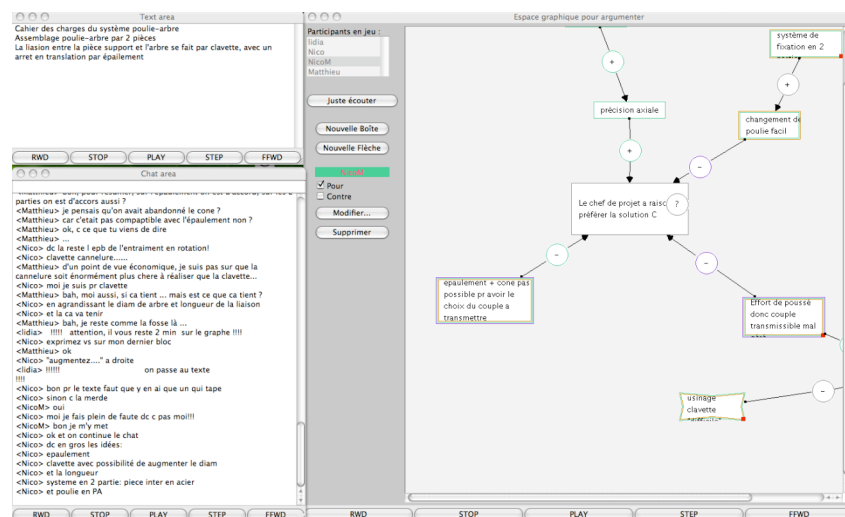 Text area
Cahier des charges du système poulie-arbre
Assemblage poulie-arbre par 2 pièces
La liasion entre la pièce support et l'arbre se fait par clavette, avec un
arret en translation par épailement
RWD STOP PLAY STEP FFWD
Chat area
parties on est d'accors aussi ?
<Matthieu> je pensais qu'on avait abandonné le cone ?
<Matthieu> car c'etait pas compaptible avec l'épaulement non ?
<Matthieu> ok, c ce que tu viens de dire
<Matthieu> ...
<Nico> dc la reste l epb de l'entraiment en rotation!
<Nico> clavette cannelure......
<Matthieu> d'un point de vue économique, je suis pas sur que la
cannelure soit énormément plus chere à réaliser que la clavette...
<Nico> moi je suis pr clavette
<Matthieu> bah, moi aussi, si ca tient ... mais est ce que ca tient ?
<Nico> en agrandissant le diam de arbre et longueur de la liaison
<Nico> et la ca va tenir
<Matthieu> bah, je reste comme la fosse là ...
<lidia> !!!!! attention, il vous reste 2 min sur le graphe !!!!
<Nico> exprimez vs sur mon dernier bloc
<Matthieu> ok
<Nico> "augmentez...." a droite
<lidia> !!!!!! on passe au texte
!!!!
<Nico> bon pr le texte faut que y en ai que un qui tape
<Nico> sinon c la merde
<NicoM> oui
<Nico> moi je fais plein de faute dc c pas moi!!!
<NicoM> bon je m'y met
<Nico> ok et on continue le chat
<Nico> dc en gros les idées:
<Nico> epaulement
<Nico> clavette avec possibilité de augmenter le diam
<Nico> et la longueur
<Nico> systeme en 2 partie: piece inter en acier
<Nico> et poulie en PA
RWD STOP PLAY STEP FFWD
Espace graphique pour argumenter
Participants en jeu :
lidia
Nico
NicoM
Matthieu
Juste écouter
Nouvelle Boîte
Nouvelle Flèche
NicoM
Pour
Contre
Modifier...
Supprimer
système de
fixation en 2
+
+
précision axiale
changement de
poulie facil
+
-
Le chef de projet a raiso ?
préférer la solution C
-
-
epaulement + cone pas
possible pr avoir le
choix du couple a
transmettre
Effort de poussé
donc couple
transmissible mal
-
usinage
clavette
RWD STOP PLAY STEP FFWD